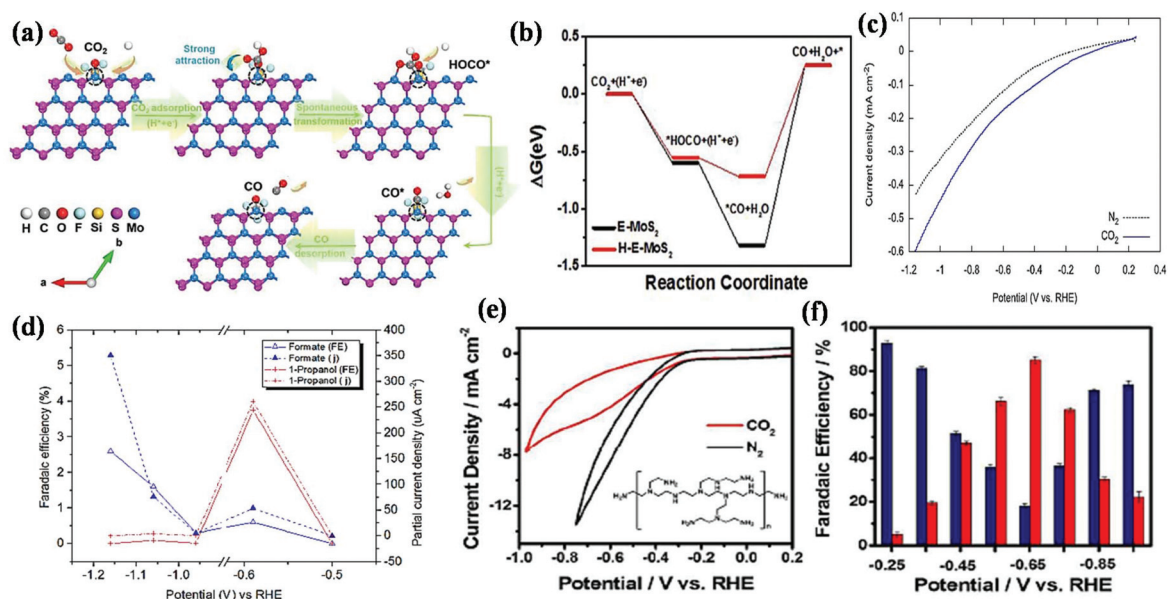 (a)
CO₂
Strong
attraction
HOCO*
CO₂ adsorption
(H⁺+e⁻)
Spontaneous
transformation
(H⁺+e⁻)
CO
CO*
CO
desorption
H C O F Si S Mo
b
a
(b)
0.5
0.0
-0.5
-1.0
-1.5
ΔG(eV)
CO₂+(H⁺+e⁻)
*HOCO+(H⁺+e⁻)
*CO+H₂O
CO+H₂O+*
E-MoS₂
H-E-MoS₂
Reaction Coordinate
(c)
0
-0.1
-0.2
-0.3
-0.4
-0.5
-0.6
Current density (mA cm⁻²)
N₂
CO₂
-1 -0.8 -0.6 -0.4 -0.2 0 0.2 0.4
Potential (V vs. RHE)
(d)
6
5
4
3
2
1
0
Faradaic efficiency (%)
Formate (FE)
Formate (j)
1-Propanol (FE)
1-Propanol (j)
400
350
300
250
200
150
100
50
0
-50
Partial current density (uA cm⁻²)
-1.2 -1.1 -1.0 -0.6 -0.5
Potential (V) vs RHE
(e)
0
-4
-8
-12
Current Density / mA cm⁻²
CO₂
N₂
-1.0 -0.8 -0.6 -0.4 -0.2 0.0 0.2
Potential / V vs. RHE
(f)
100
80
60
40
20
0
Faradaic Efficiency / %
-0.25 -0.45 -0.65 -0.85
Potential / V vs. RHE